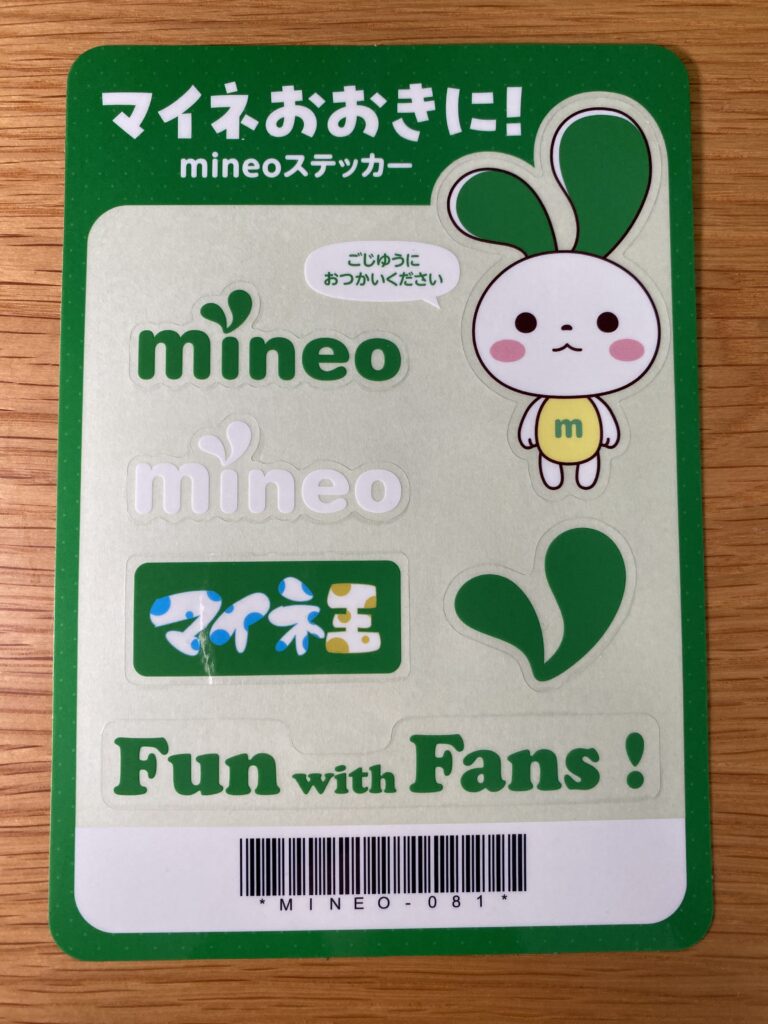 マイネおおきに!
mineoステッカー
ごじゆうに
おつかいください
mineo
m
mineo
マイネ王
Fun with Fans !
*MINEO-081*